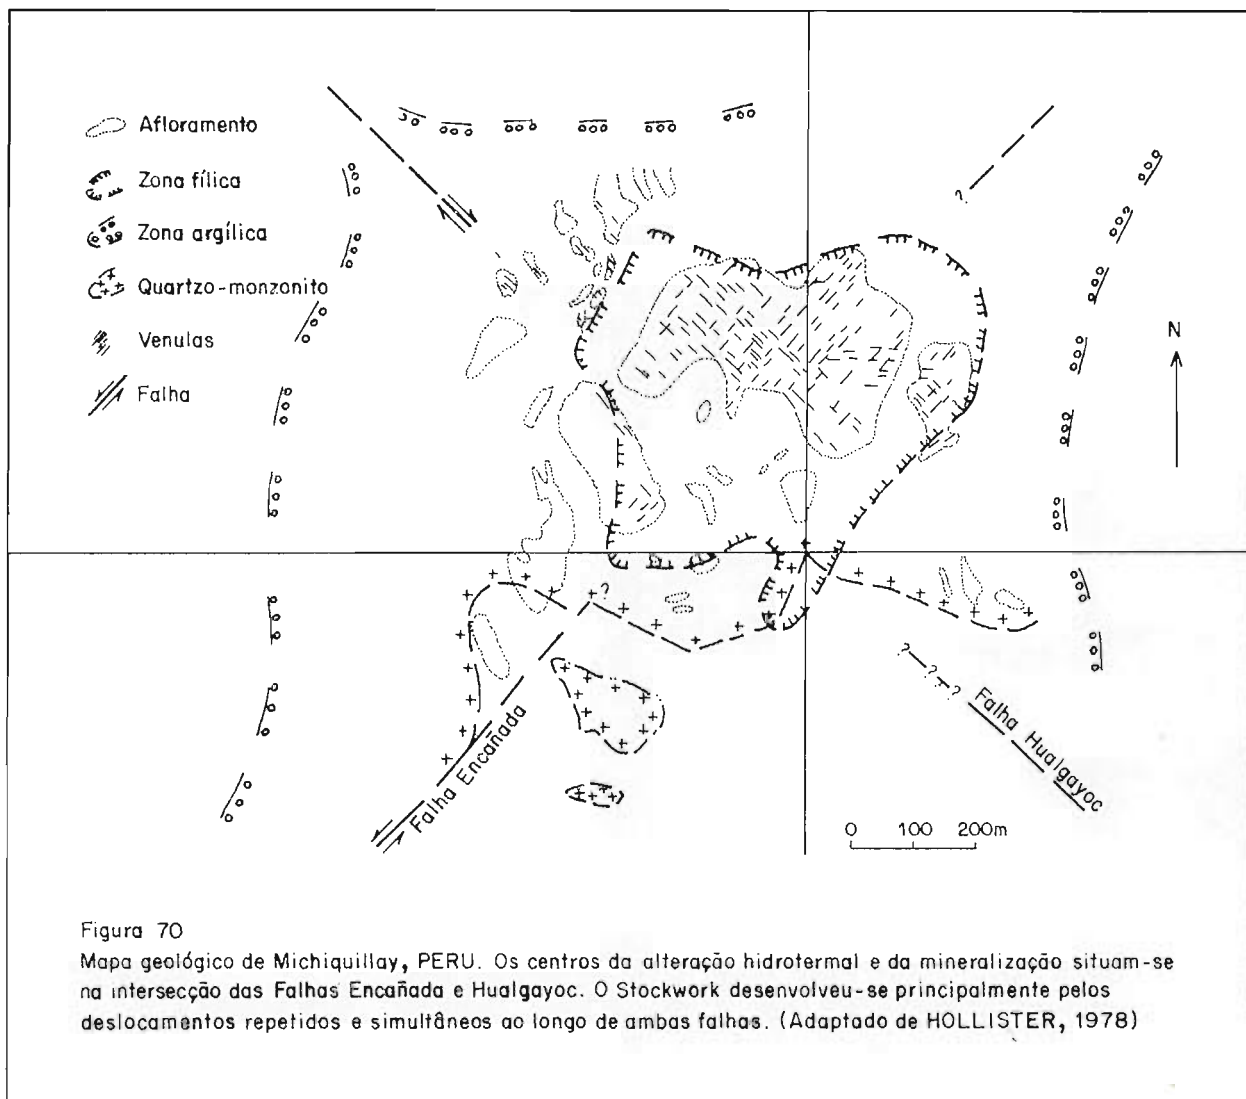 Afloramento
Zona fílica
Zona argílica
Quartzo-monzonito
Venulas
Falha
?
N
?
? ? ?
Falha Encañada
Falha Hualgayoc
0 100 200m
Figura 70
Mapa geológico de Michiquillay, PERU. Os centros da alteração hidrotermal e da mineralização situam-se
na intersecção das Falhas Encañada e Hualgayoc. O Stockwork desenvolveu-se principalmente pelos
deslocamentos repetidos e simultâneos ao longo de ambas falhas. (Adaptado de HOLLISTER, 1978)